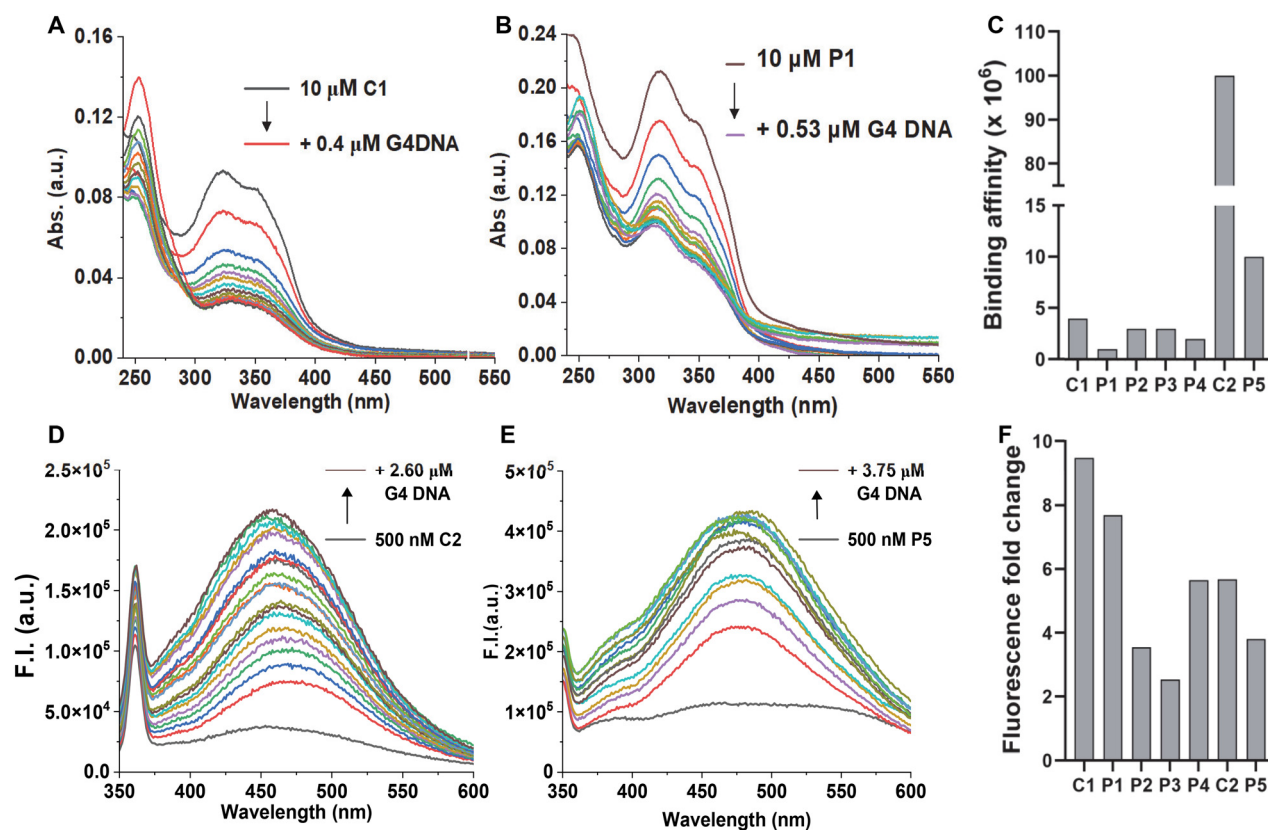 A
0.16
0.12
0.08
0.04
0.00
Abs. (a.u.)
10 µM C1
+ 0.4 µM G4DNA
250 300 350 400 450 500 550
Wavelength (nm)
B
0.24
0.20
0.16
0.12
0.08
0.04
0.00
Abs (a.u.)
10 µM P1
+ 0.53 µM G4 DNA
250 300 350 400 450 500 550
Wavelength (nm)
C
110
100
90
80
15
10
5
0
Binding affinity (x 10⁶)
C1 P1 P2 P3 P4 C2 P5
D
2.5×10⁵
2.0×10⁵
1.5×10⁵
1.0×10⁵
5.0×10⁴
0.0
F.I. (a.u.)
+ 2.60 µM
G4 DNA
500 nM C2
350 400 450 500 550 600
Wavelength (nm)
E
5×10⁵
4×10⁵
3×10⁵
2×10⁵
1×10⁵
0
F.I.(a.u.)
+ 3.75 µM
G4 DNA
500 nM P5
350 400 450 500 550 600
Wavelength (nm)
F
10
8
6
4
2
0
Fluorescence fold change
C1 P1 P2 P3 P4 C2 P5